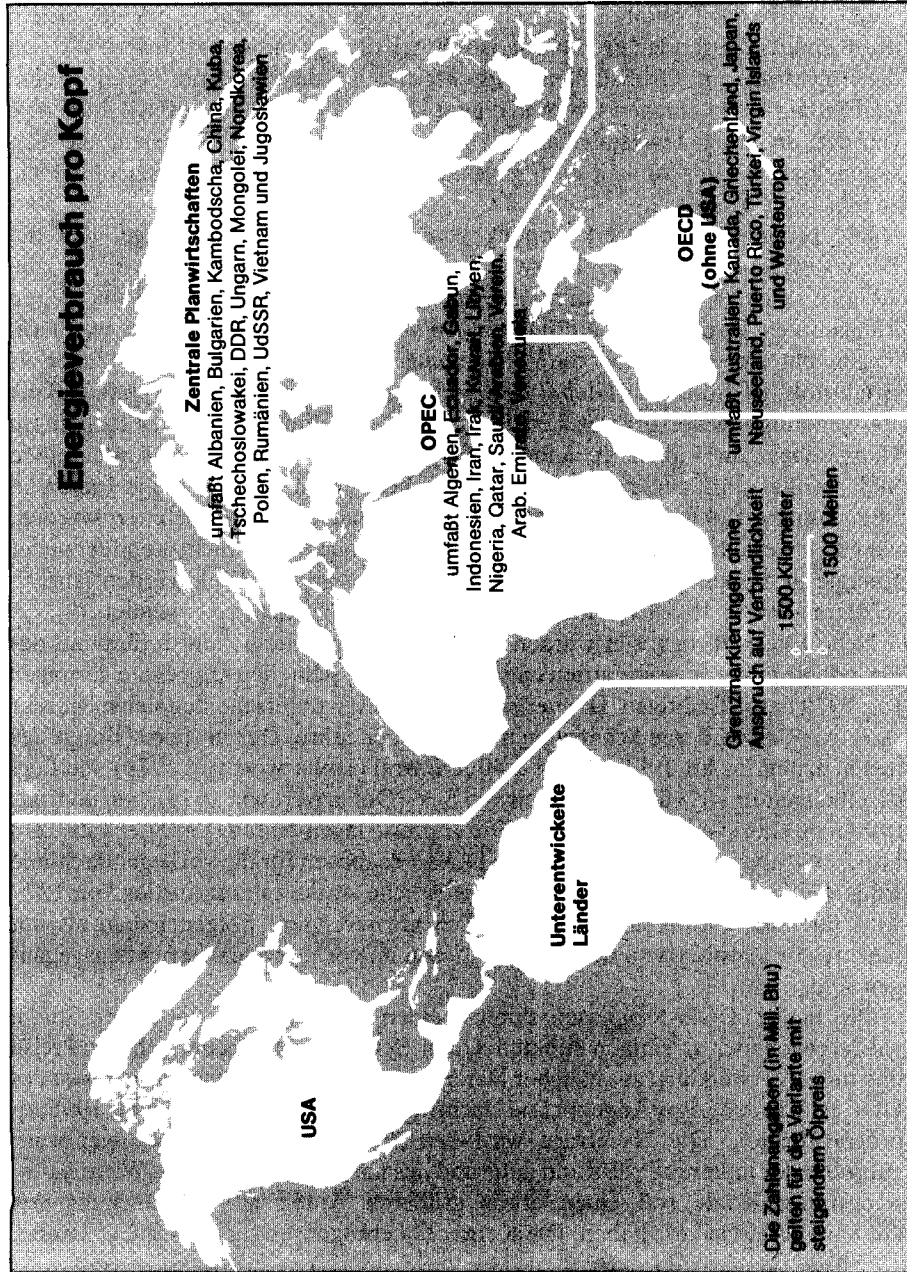 Energieverbrauch pro Kopf
Zentrale Planwirtschaften
umfaßt Albanien, Bulgarien, Kambodscha, China, Kuba,
Tschechoslowakei, DDR, Ungarn, Mongolei, Nordkorea,
Polen, Rumänien, UdSSR, Vietnam und Jugoslawien
OPEC
umfaßt Algerien, Ecuador, Gabun,
Indonesien, Iran, Irak, Kuwait, Libyen,
Nigeria, Qatar, Saudi-Arabien, Verein.
Arab. Emirate, Venezuela
USA
Unterentwickelte
Länder
OECD
(ohne USA)
umfaßt Australien, Kanada, Griechenland, Japan,
Neuseeland, Puerto Rico, Türkei, Virgin Islands
und Westeuropa
Grenzmarkierungen ohne
Anspruch auf Verbindlichkeit
1500 Kilometer
0
0
1500 Meilen
Die Zahlenangaben (in Mill. Btu)
gelten für die Variante mit
steigendem Ölpreis